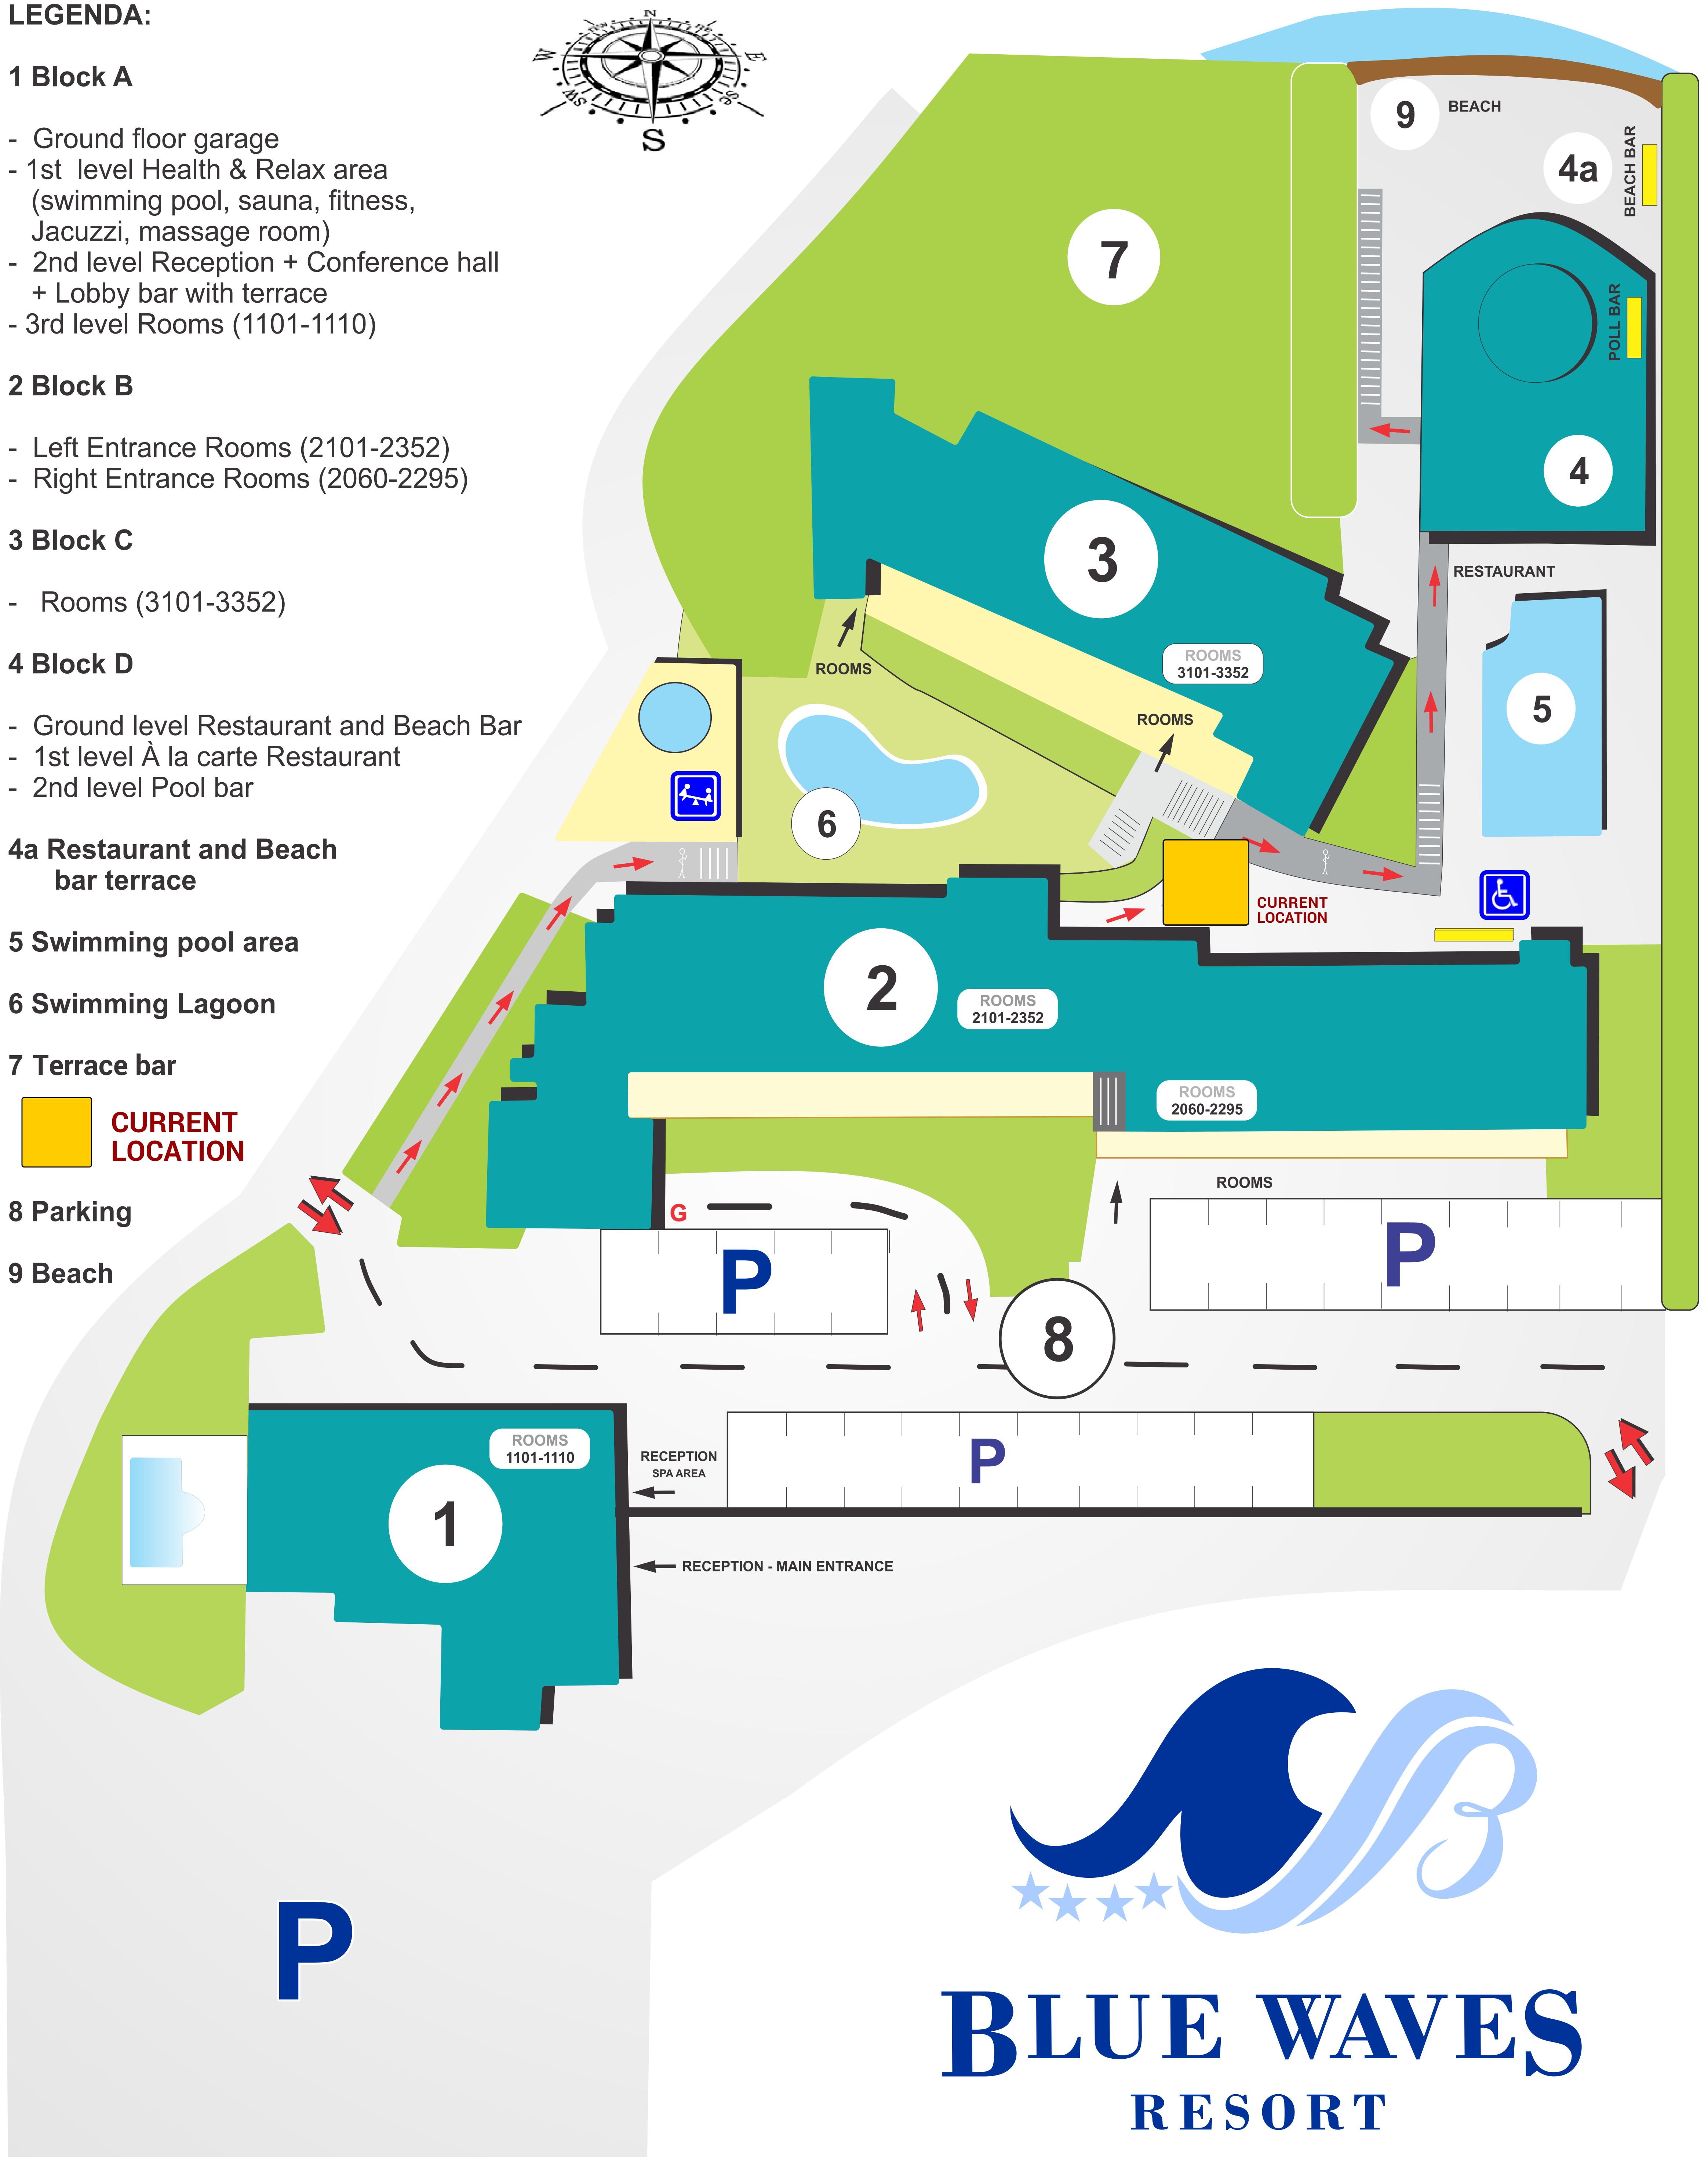 LEGENDA:
1 Block A
- Ground floor garage
- 1st level Health & Relax area
(swimming pool, sauna, fitness,
Jacuzzi, massage room)
- 2nd level Reception + Conference hall
+ Lobby bar with terrace
- 3rd level Rooms (1101-1110)
2 Block B
- Left Entrance Rooms (2101-2352)
- Right Entrance Rooms (2060-2295)
3 Block C
- Rooms (3101-3352)
4 Block D
- Ground level Restaurant and Beach Bar
- 1st level À la carte Restaurant
- 2nd level Pool bar
4a Restaurant and Beach
bar terrace
5 Swimming pool area
6 Swimming Lagoon
7 Terrace bar
CURRENT
LOCATION
8 Parking
9 Beach
N
ne
E
se
S
sw
W
9
BEACH
4a
BEACH BAR
7
POLL BAR
4
3
RESTAURANT
ROOMS
3101-3352
ROOMS
ROOMS
5
6
CURRENT
LOCATION
2
ROOMS
2101-2352
ROOMS
2060-2295
ROOMS
G
P
P
8
P
ROOMS
1101-1110
RECEPTION
SPA AREA
1
RECEPTION - MAIN ENTRANCE
P
B
BLUE WAVES
RESORT